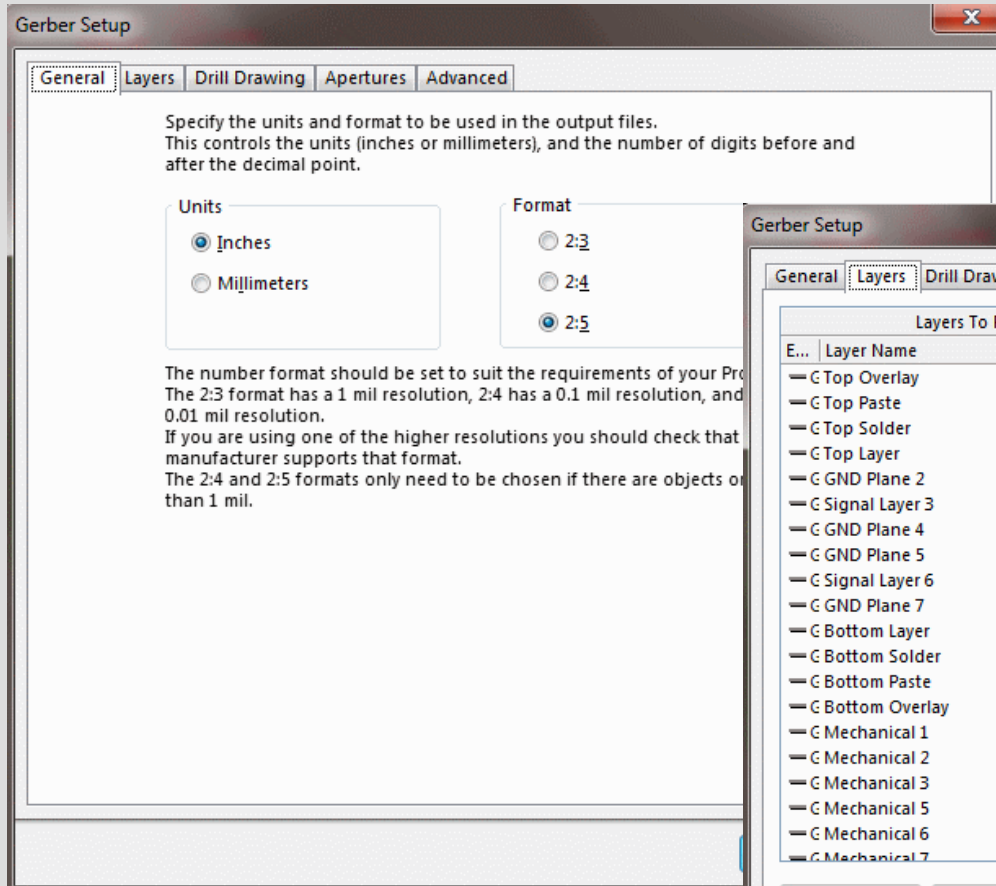 Gerber Setup
General Layers Drill Drawing Apertures Advanced
Specify the units and format to be used in the output files.
This controls the units (inches or millimeters), and the number of digits before and
after the decimal point.
Units
Inches
Millimeters
Format
2:3
2:4
2:5
The number format should be set to suit the requirements of your
The 2:3 format has a 1 mil resolution, 2:4 has a 0.1 mil resolution, and
0.01 mil resolution.
If you are using one of the higher resolutions you should check that
manufacturer supports that format.
The 2:4 and 2:5 formats only need to be chosen if there are objects
than 1 mil.
Gerber Setup
General Layers Drill
Layers To
E... Layer Name
G Top Overlay
G Top Paste
G Top Solder
G Top Layer
G GND Plane 2
G Signal Layer 3
G GND Plane 4
G GND Plane 5
G Signal Layer 6
G GND Plane 7
G Bottom Layer
G Bottom Solder
G Bottom Paste
G Bottom Overlay
G Mechanical 1
G Mechanical 2
G Mechanical 3
G Mechanical 5
G Mechanical 6
G Mechanical 7